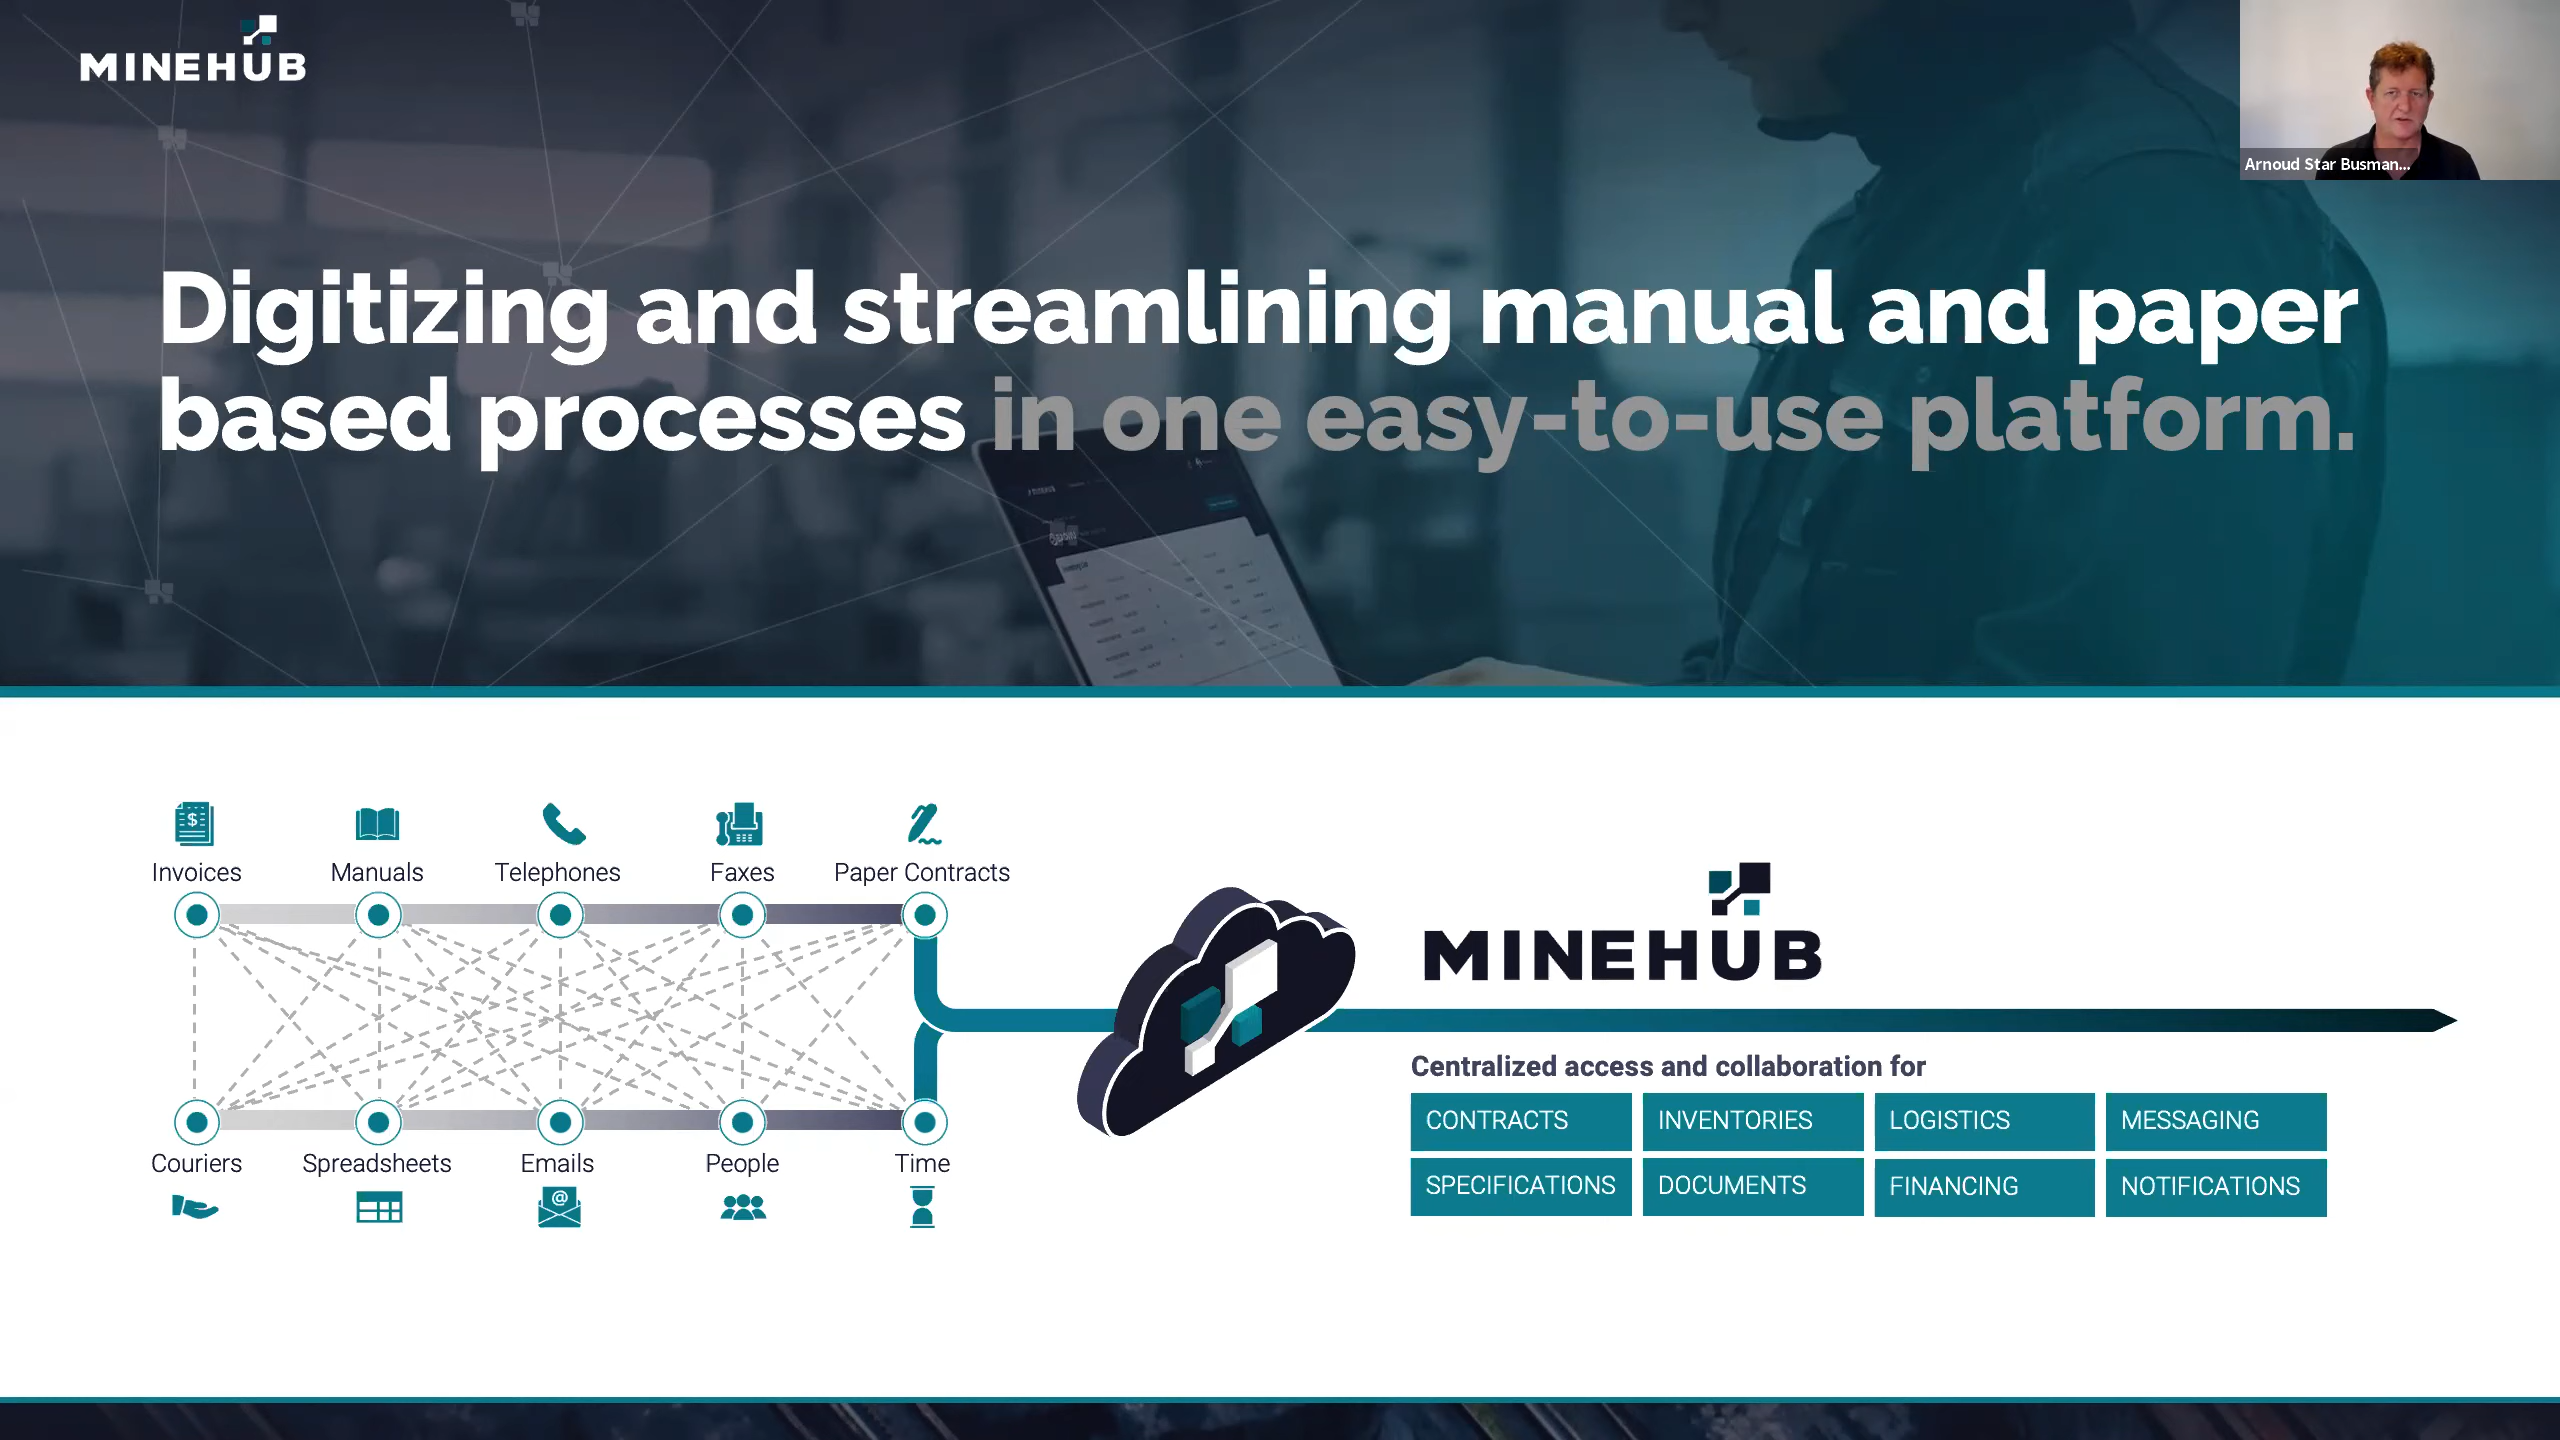 MINEHUB
Arnoud Star Busman...
Digitizing and streamlining manual and paper
based processes in one easy-to-use platform.
Invoices
Manuals
Telephones
Faxes
Paper Contracts
Couriers
Spreadsheets
Emails
People
Time
MINEHUB
Centralized access and collaboration for
CONTRACTS
INVENTORIES
LOGISTICS
MESSAGING
SPECIFICATIONS
DOCUMENTS
FINANCING
NOTIFICATIONS